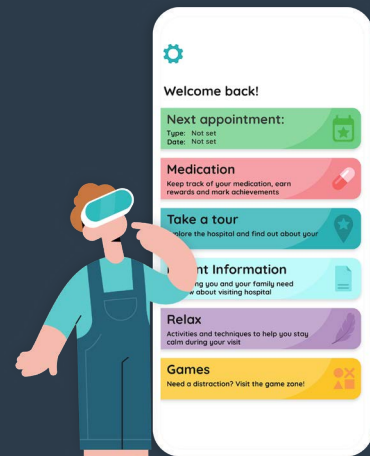 Welcome back!
Next appointment:
Type: Not set
Date: Not set
Medication
Keep track of your medication, earn
rewards and mark achievements
Take a tour
the hospital and find out about your
Information
you and your family need
about visiting hospital
Relax
Activities and techniques to help you stay
calm during your visit
Games
Need a distraction? Visit the game zone!